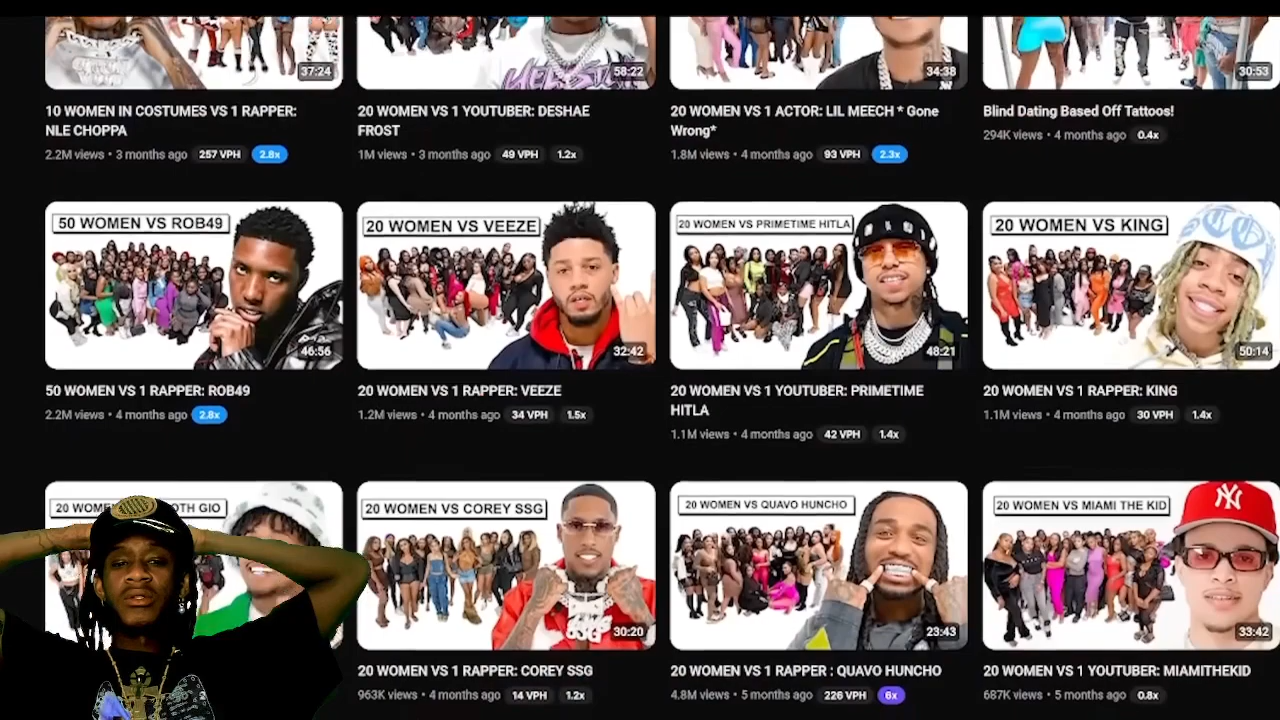 37:24
58:22
34:38
30:53
10 WOMEN IN COSTUMES VS 1 RAPPER:
NLE CHOPPA
2.2M views • 3 months ago 257 VPH 2.8x
20 WOMEN VS 1 YOUTUBER: DESHAE
FROST
1M views • 3 months ago 49 VPH 1.2x
20 WOMEN VS 1 ACTOR: LIL MEECH * Gone
Wrong*
1.8M views • 4 months ago 93 VPH 2.3x
Blind Dating Based Off Tattoos!
294K views • 4 months ago 0.4x
50 WOMEN VS ROB49
46:56
20 WOMEN VS VEEZE
32:42
20 WOMEN VS PRIMETIME HITLA
48:21
20 WOMEN VS KING
50:14
50 WOMEN VS 1 RAPPER: ROB49
2.2M views • 4 months ago 2.8x
20 WOMEN VS 1 RAPPER: VEEZE
1.2M views • 4 months ago 34 VPH 1.5x
20 WOMEN VS 1 YOUTUBER: PRIMETIME
HITLA
1.1M views • 4 months ago 42 VPH 1.4x
20 WOMEN VS 1 RAPPER: KING
1.1M views • 4 months ago 30 VPH 1.4x
20 GIO
20 WOMEN VS COREY SSG
30:20
20 WOMEN VS QUAVO HUNCHO
23:43
20 WOMEN VS MIAMI THE KID
NY
33:42
20 WOMEN VS 1 RAPPER: COREY SSG
963K views • 4 months ago 14 VPH 1.2x
20 WOMEN VS 1 RAPPER : QUAVO HUNCHO
4.8M views • 5 months ago 226 VPH 6x
20 WOMEN VS 1 YOUTUBER: MIAMITHEKID
687K views • 5 months ago 0.8x